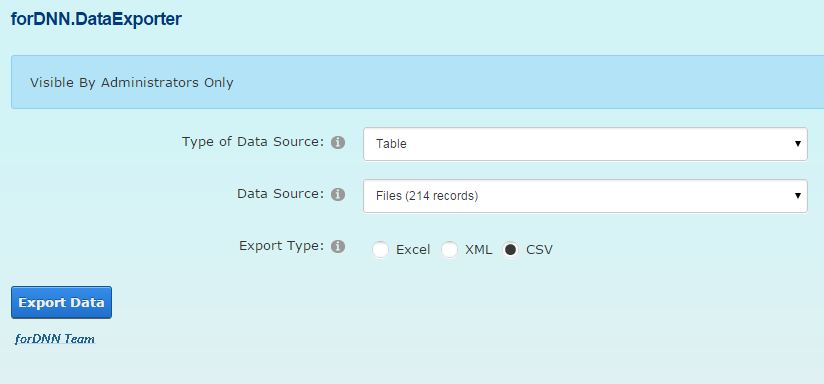 forDNN.DataExporter
Visible By Administrators Only
Type of Data Source: Table
Data Source: Files (214 records)
Export Type: Excel XML CSV
Export Data
forDNN Team